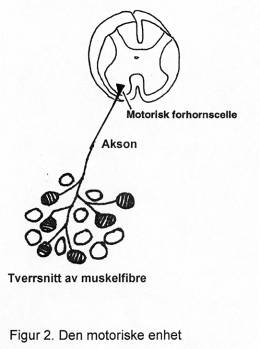 Motorisk forhornscelle
Akson
Tverrsnitt av muskelfibre
Figur 2. Den motoriske enhet